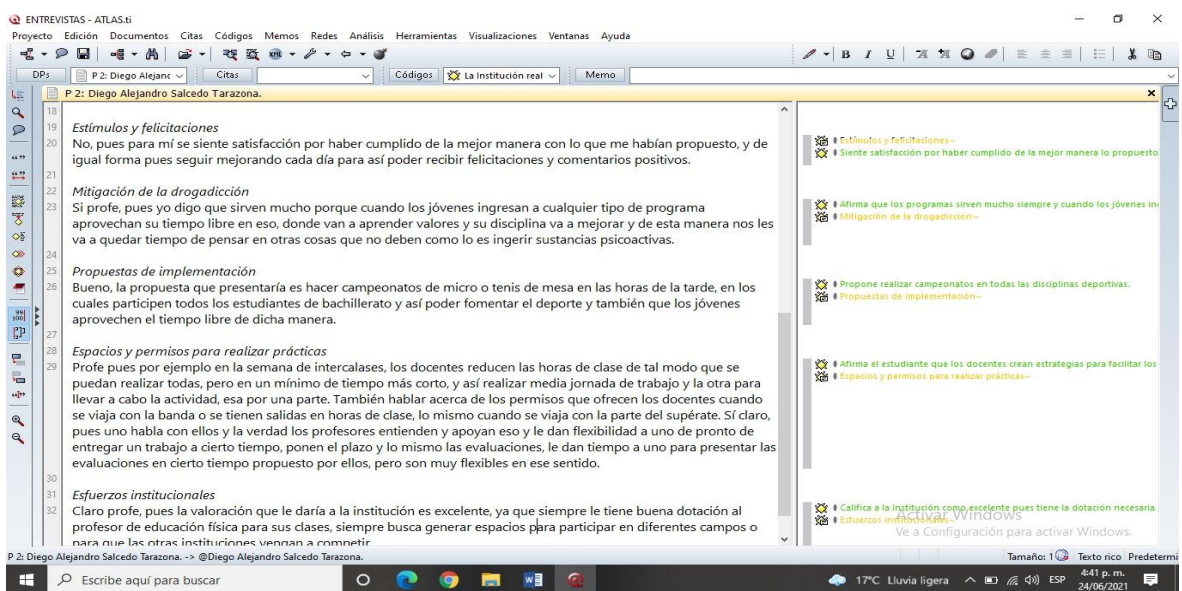 ENTREVISTAS - ATLAS.ti
Proyecto Edición Documentos Citas Códigos Memos Redes Análisis Herramientas Visualizaciones Ventanas Ayuda
B I U
DPs P 2: Diego Alejanc Citas Códigos La Institución real Memo
P 2: Diego Alejandro Salcedo Tarazona.
18
19 Estímulos y felicitaciones
20 No, pues para mí se siente satisfacción por haber cumplido de la mejor manera con lo que me habían propuesto, y de
igual forma pues seguir mejorando cada día para así poder recibir felicitaciones y comentarios positivos.
Estímulos y felicitaciones~
Siente satisfacción por haber cumplido de la mejor manera lo propuesto
21
22 Mitigación de la drogadicción
23 Si profe, pues yo digo que sirven mucho porque cuando los jóvenes ingresan a cualquier tipo de programa
aprovechan su tiempo libre en eso, donde van a aprender valores y su disciplina va a mejorar y de esta manera nos les
va a quedar tiempo de pensar en otras cosas que no deben como lo es ingerir sustancias psicoactivas.
Afirma que los programas sirven mucho siempre y cuando los jóvenes in
Mitigación de la drogadicción~
24
25 Propuestas de implementación
26 Bueno, la propuesta que presentaría es hacer campeonatos de micro o tenis de mesa en las horas de la tarde, en los
cuales participen todos los estudiantes de bachillerato y así poder fomentar el deporte y también que los jóvenes
aprovechen el tiempo libre de dicha manera.
Propone realizar campeonatos en todas las disciplinas deportivas.
Propuestas de implementación~
27
28 Espacios y permisos para realizar prácticas
29 Profe pues por ejemplo en la semana de intercalases, los docentes reducen las horas de clase de tal modo que se
puedan realizar todas, pero en un mínimo de tiempo más corto, y así realizar media jornada de trabajo y la otra para
llevar a cabo la actividad, esa por una parte. También hablar acerca de los permisos que ofrecen los docentes cuando
se viaja con la banda o se tienen salidas en horas de clase, lo mismo cuando se viaja con la parte del supérate. Sí claro,
pues uno habla con ellos y la verdad los profesores entienden y apoyan eso y le dan flexibilidad a uno de pronto de
entregar un trabajo a cierto tiempo, ponen el plazo y lo mismo las evaluaciones, le dan tiempo a uno para presentar las
evaluaciones en cierto tiempo propuesto por ellos, pero son muy flexibles en ese sentido.
Afirma el estudiante que los docentes crean estrategias para facilitar los
Espacios y permisos para realizar prácticas~
30
31 Esfuerzos institucionales
32 Claro profe, pues la valoración que le daría a la institución es excelente, ya que siempre le tiene buena dotación al
profesor de educación física para sus clases, siempre busca generar espacios para participar en diferentes campos o
para que las otras instituciones vengan a competir
Califica a la Institución como excelente pues tiene la dotación necesaria
Esfuerzos institucionales~
Activar Windows
Ve a Configuración para activar Windows.
P 2: Diego Alejandro Salcedo Tarazona. -> @Diego Alejandro Salcedo Tarazona.
Tamaño: 1 Texto rico Predetermi
Escribe aquí para buscar
17°C Lluvia ligera ESP 4:41 p. m.
24/06/2021